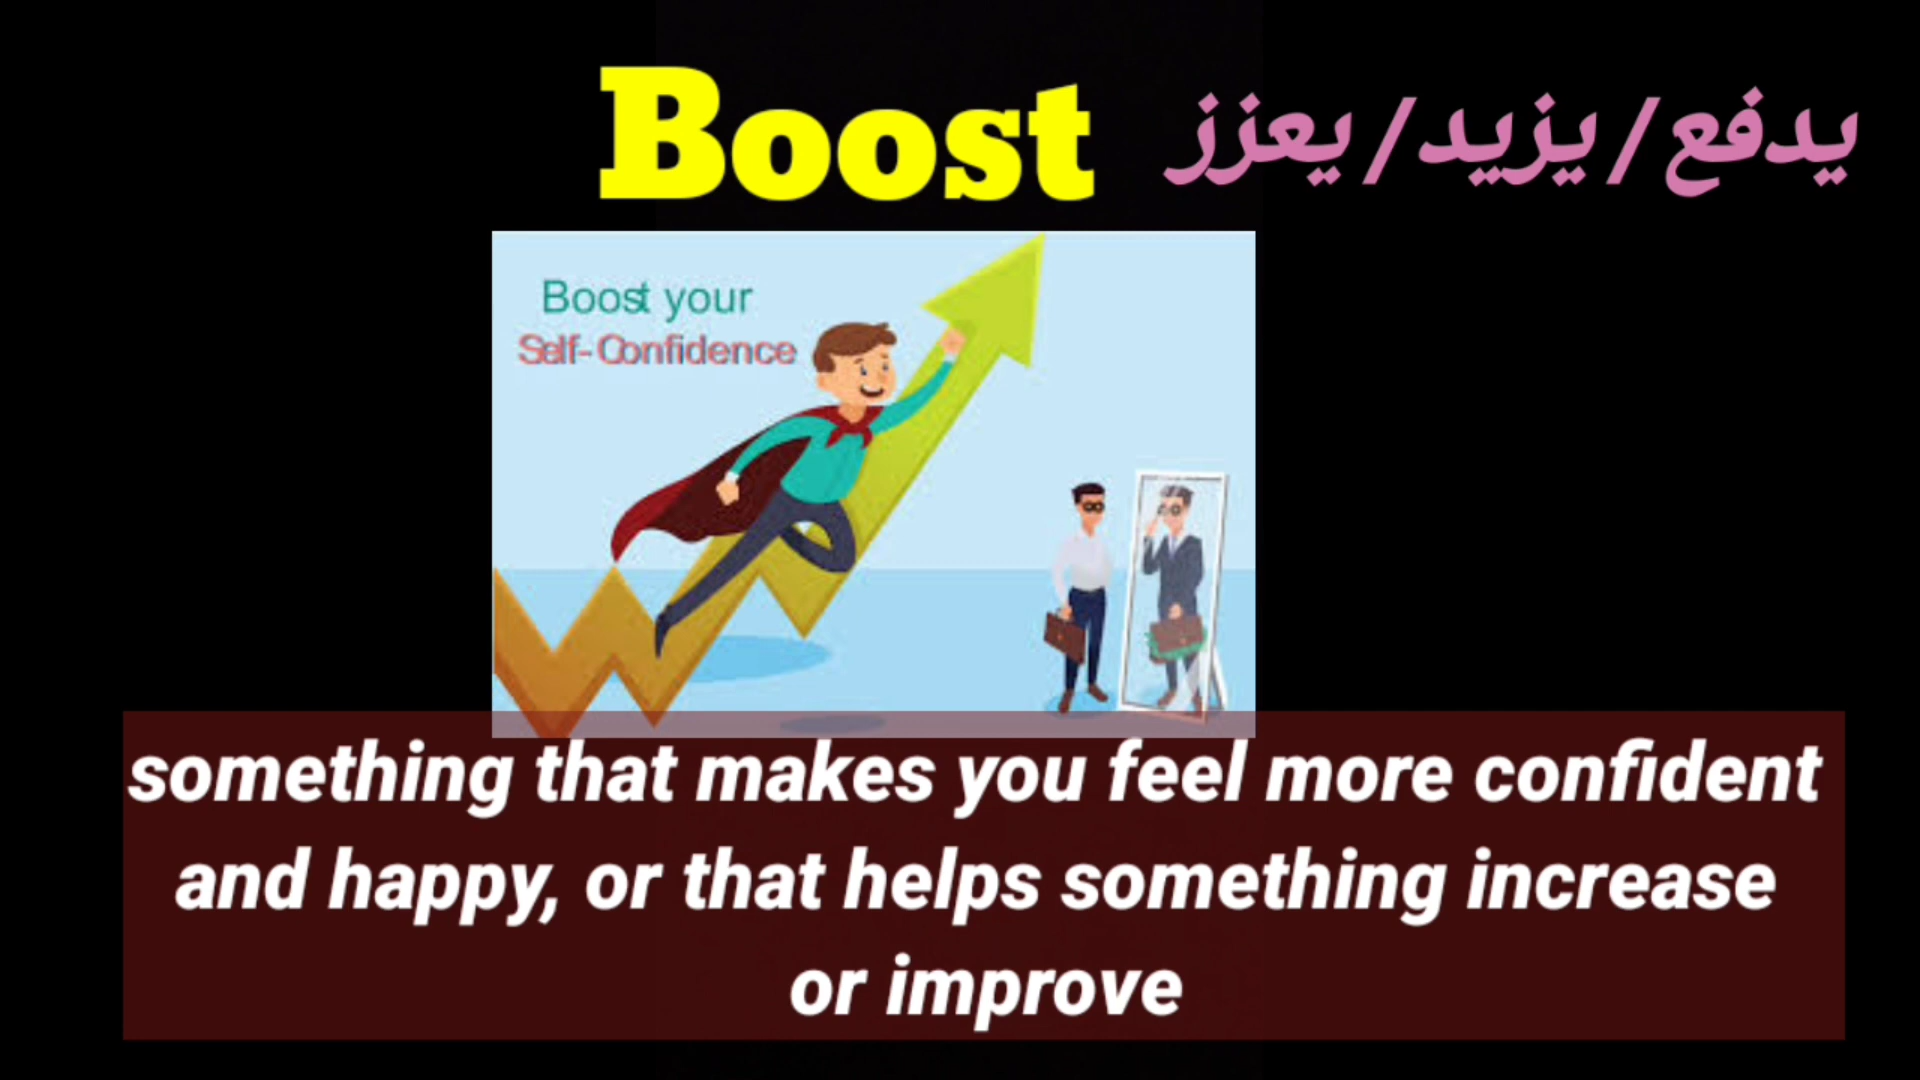 Boost يدفع/يزيد/يعزز
Boost your
Self-Confidence
something that makes you feel more confident
and happy, or that helps something increase
or improve